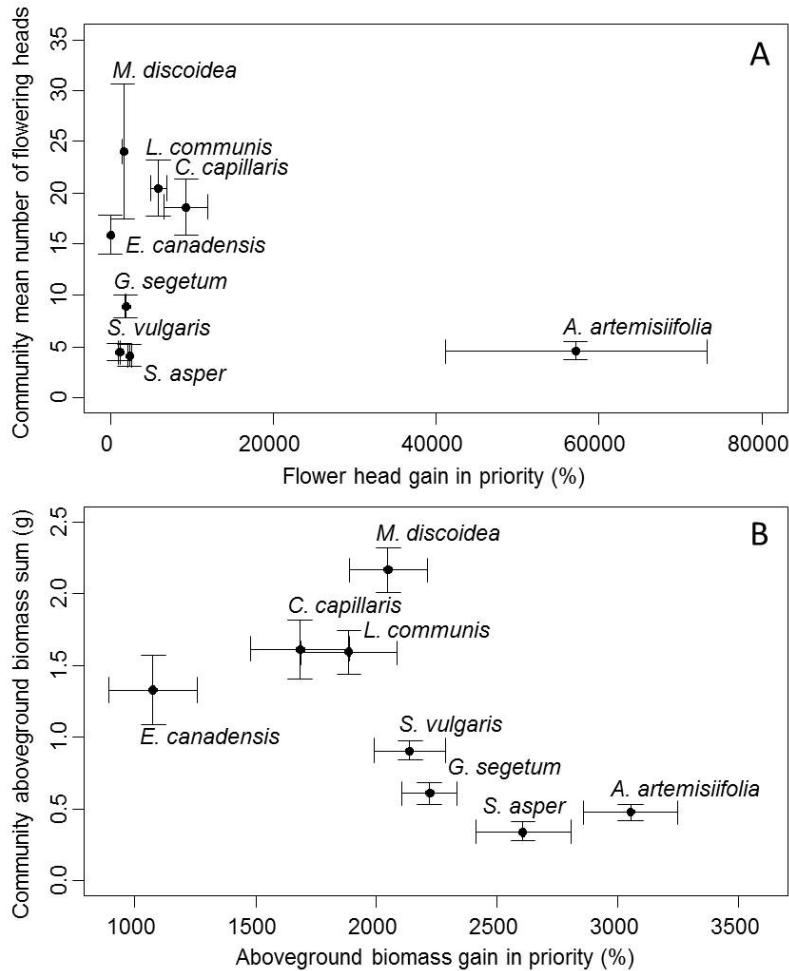 A
Community mean number of flowering heads
35
30
25
20
15
10
5
0
M. discoidea
L. communis
C. capillaris
E. canadensis
G. segetum
S. vulgaris
A. artemisiifolia
S. asper
0 20000 40000 60000 80000
Flower head gain in priority (%)
B
Community aboveground biomass sum (g)
2.5
2.0
1.5
1.0
0.5
0.0
M. discoidea
C. capillaris
L. communis
E. canadensis
S. vulgaris
G. segetum
S. asper
A. artemisiifolia
1000 1500 2000 2500 3000 3500
Aboveground biomass gain in priority (%)